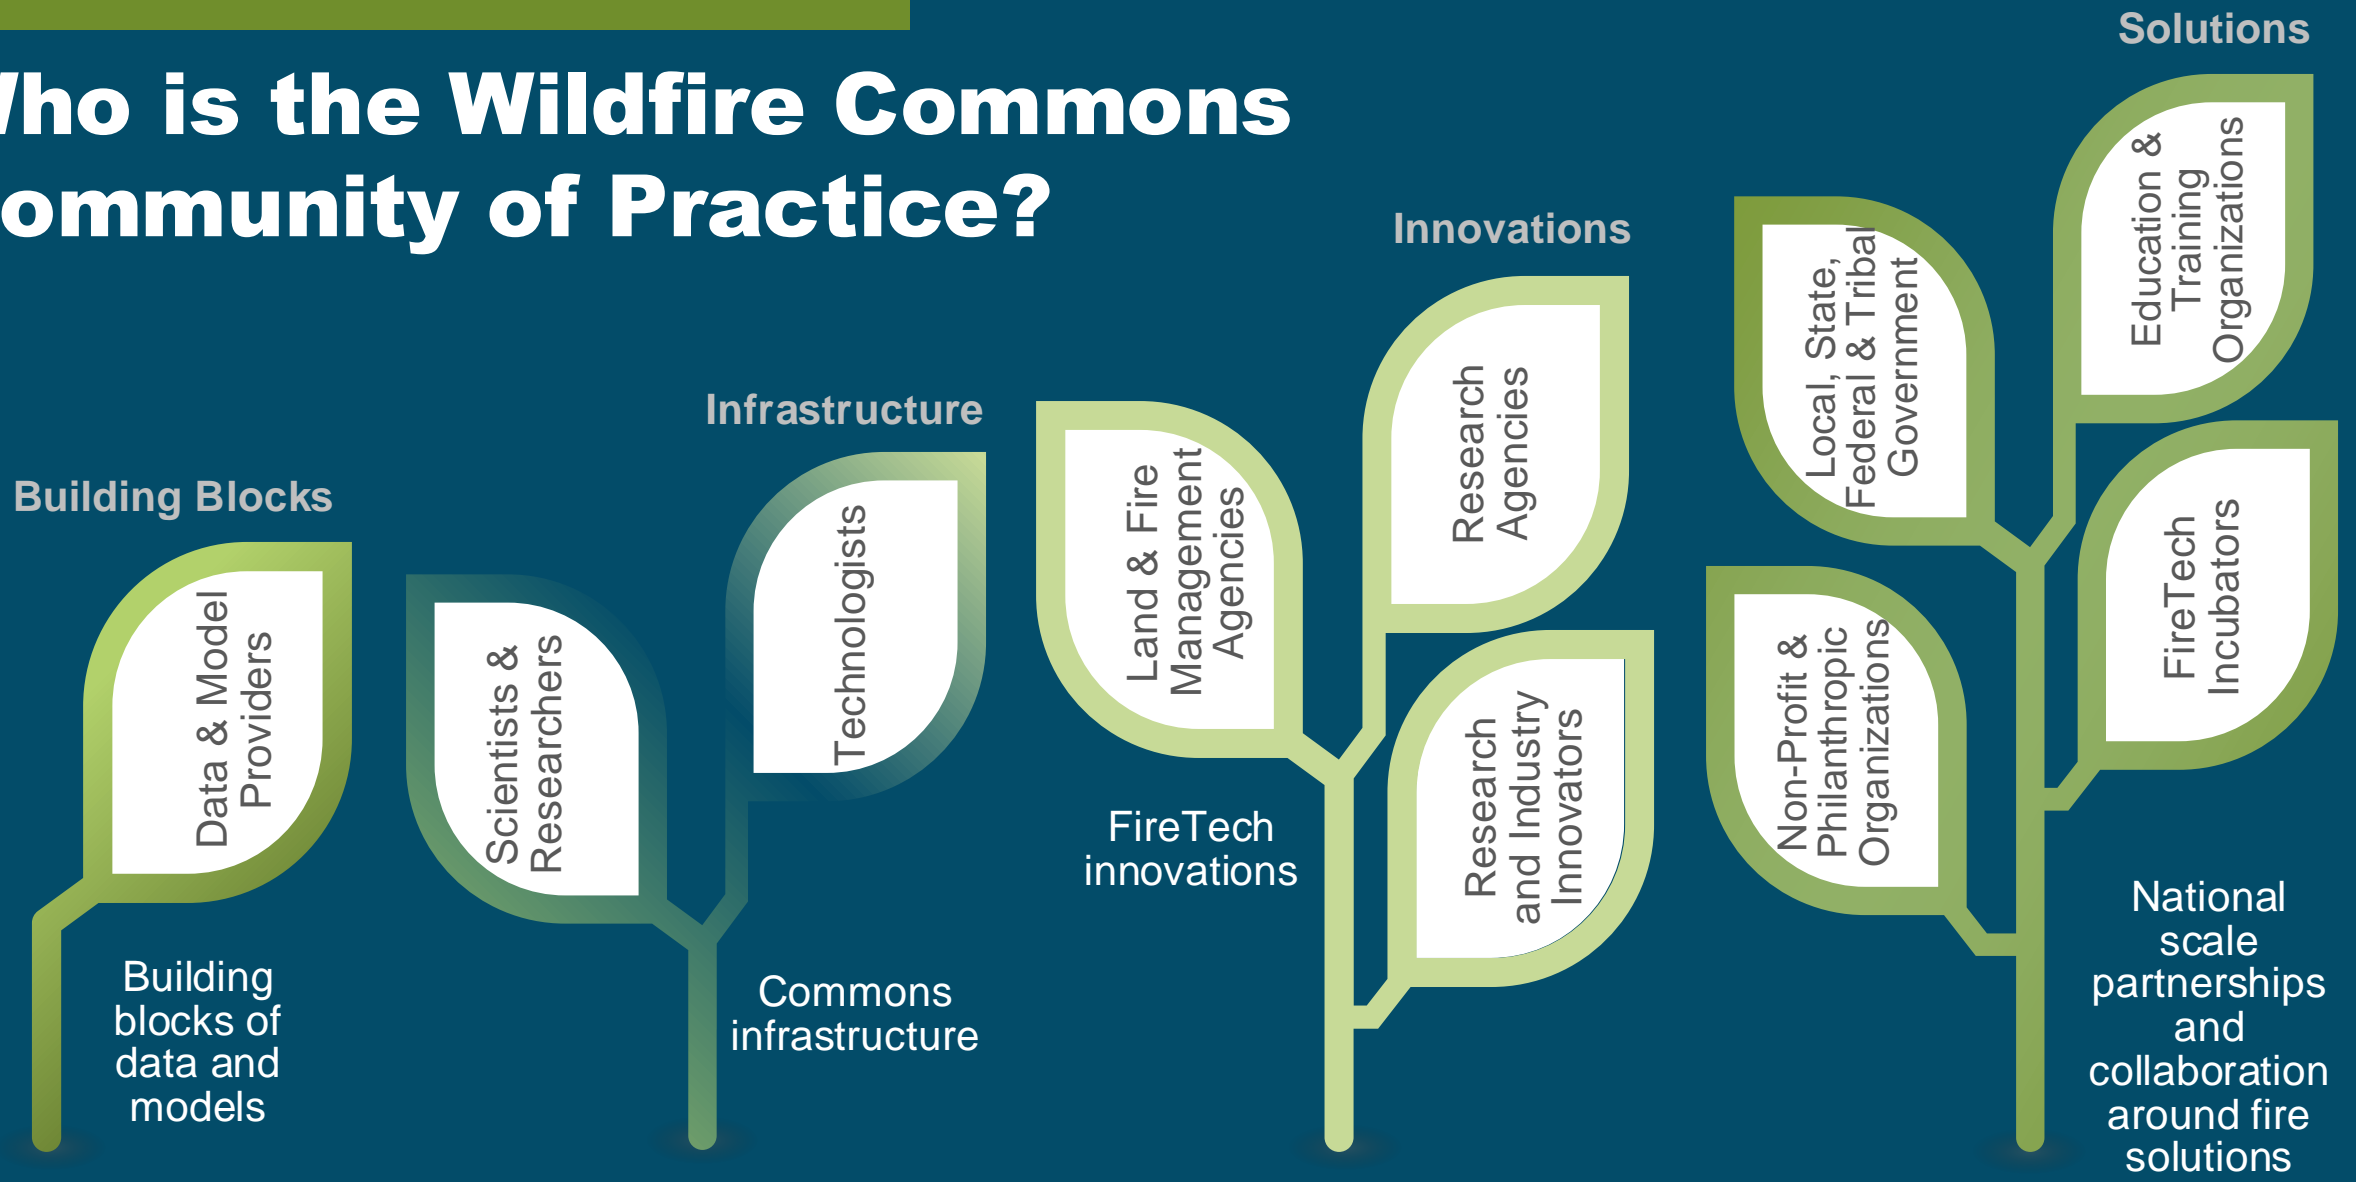 Who is the Wildfire Commons
ommunity of Practice?
Building Blocks
Data & Model
Providers
Building
blocks of
data and
models
Infrastructure
Scientists &
Researchers
Technologists
Commons
infrastructure
Innovations
Land & Fire
Management
Agencies
Research
Agencies
Research
and Industry
Innovators
FireTech
innovations
Solutions
Local, State,
Federal & Tribal
Government
Education &
Training
Organizations
Non-Profit &
Philanthropic
Organizations
FireTech
Incubators
National
scale
partnerships
and
collaboration
around fire
solutions